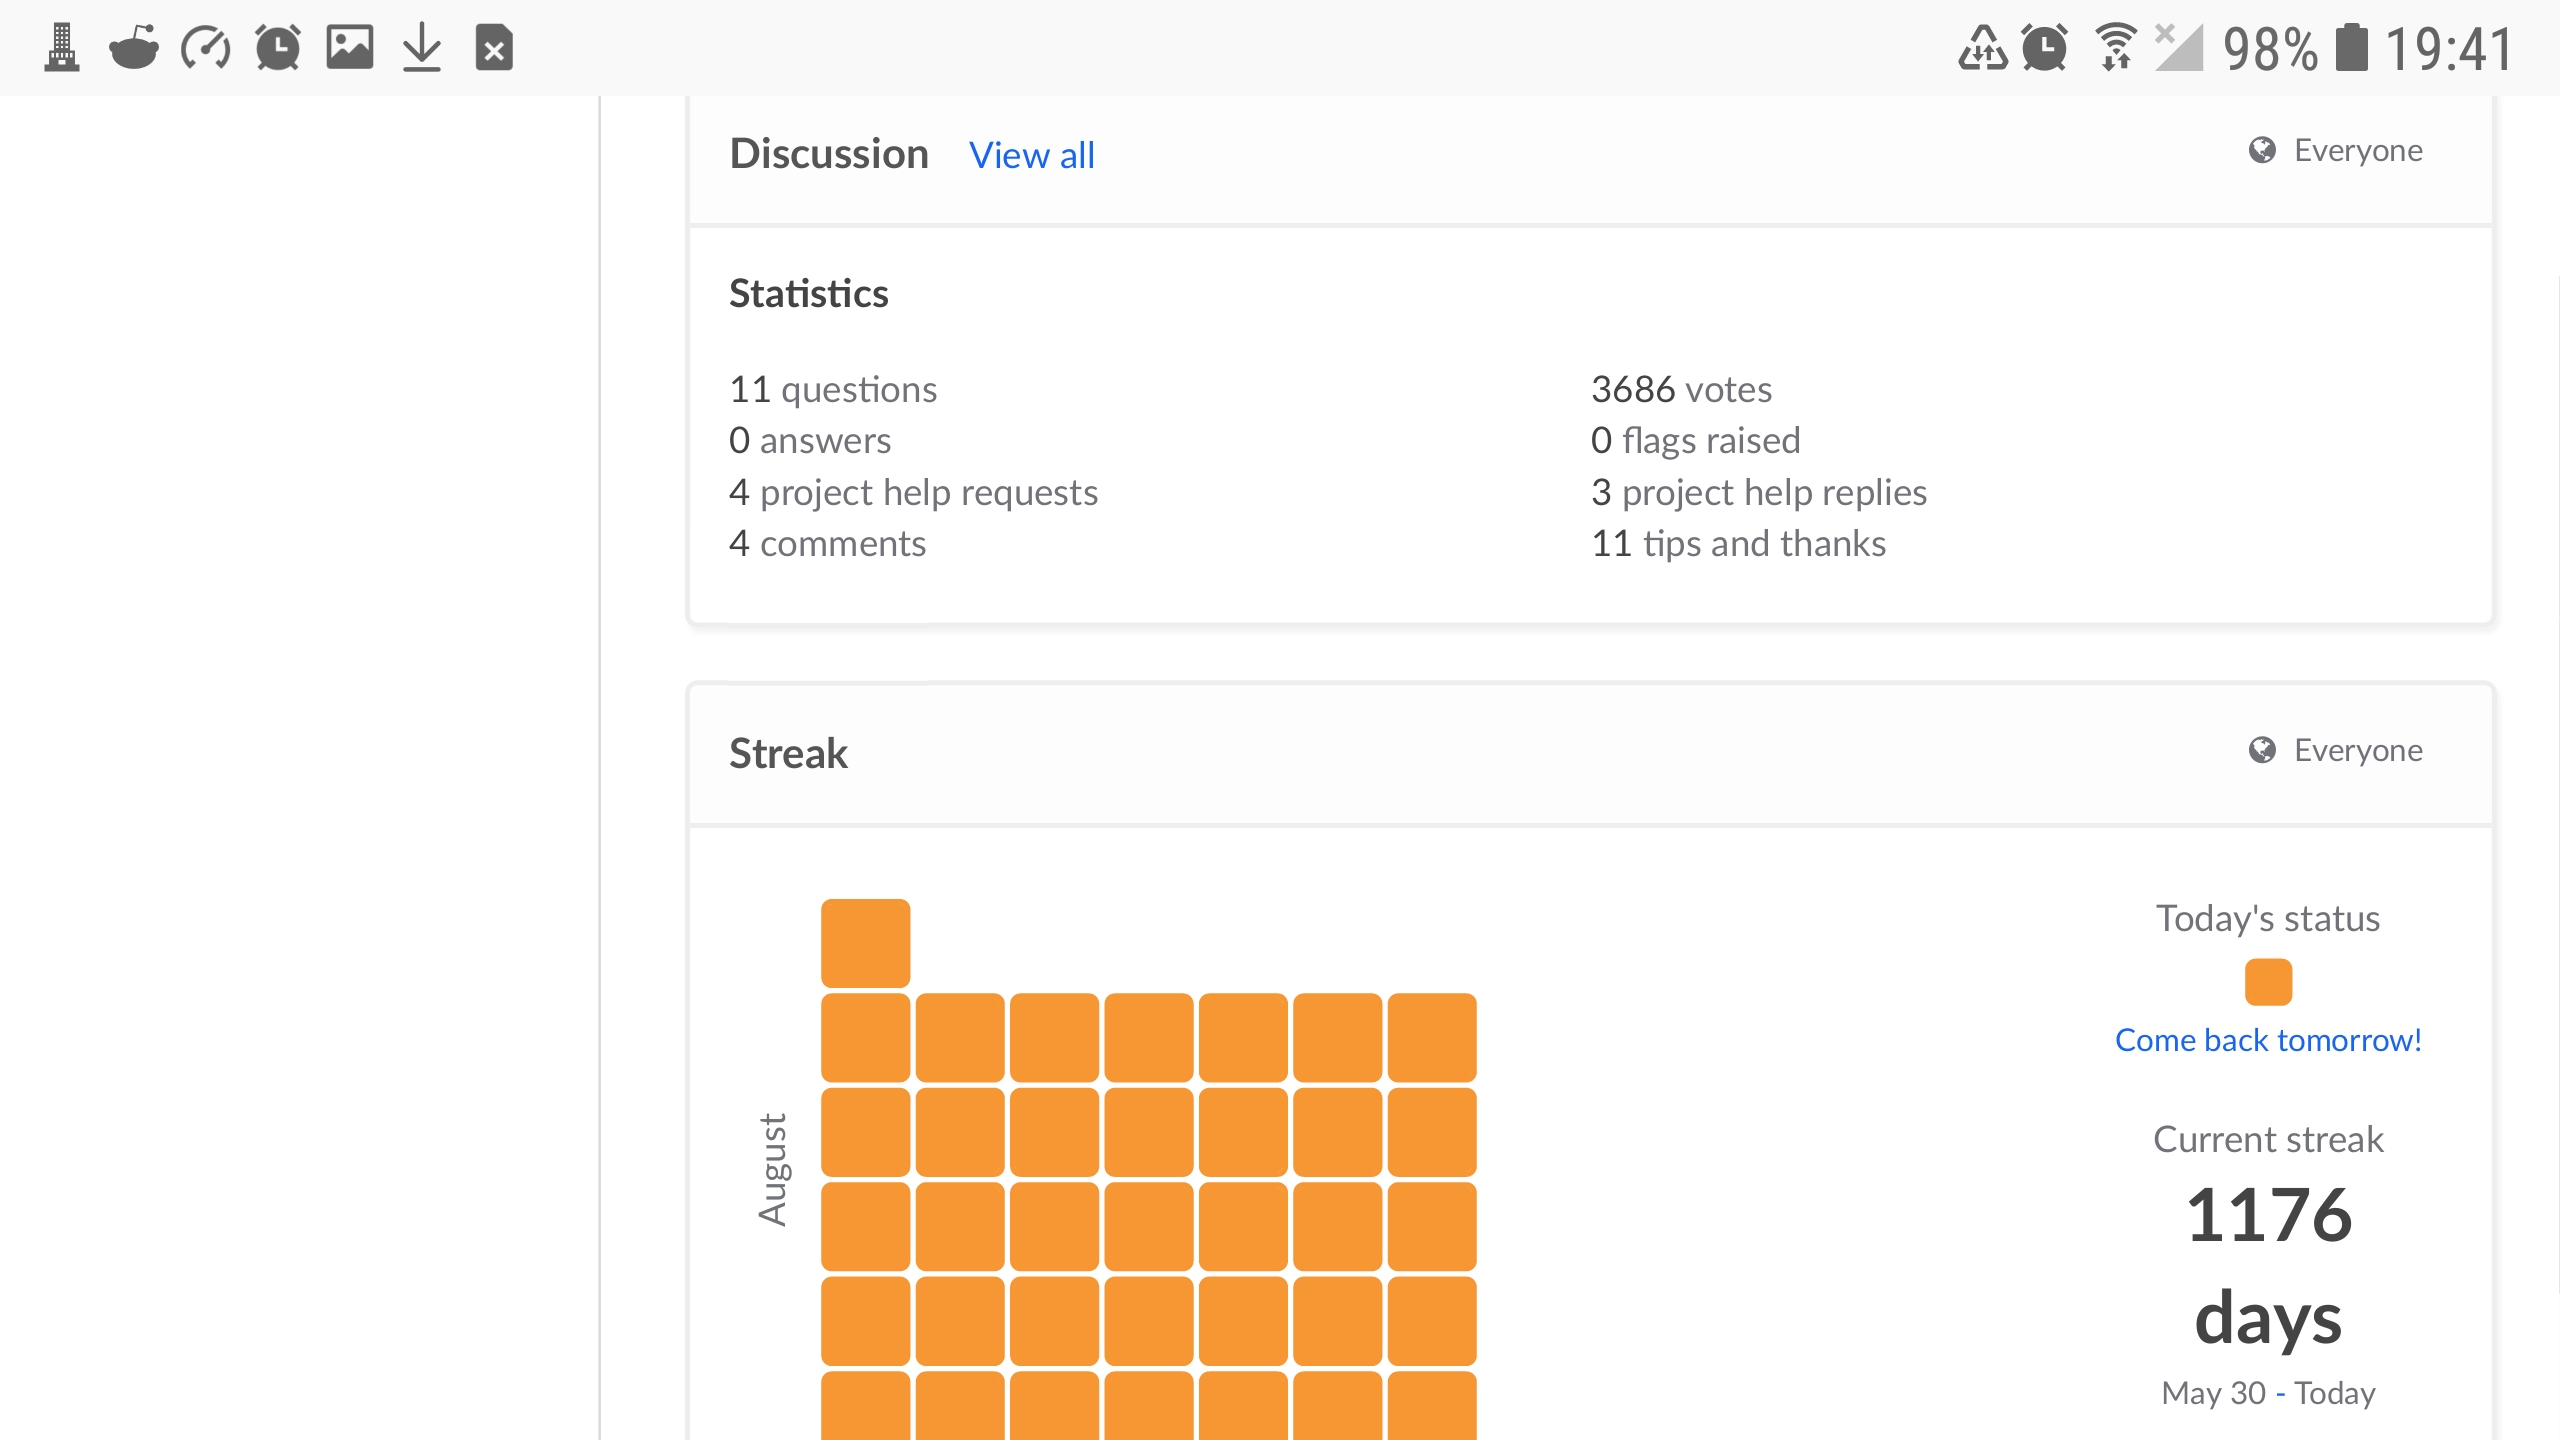 98% 19:41
Discussion View all Everyone
Statistics
11 questions
0 answers
4 project help requests
4 comments
3686 votes
0 flags raised
3 project help replies
11 tips and thanks
Streak Everyone
August
Today's status
Come back tomorrow!
Current streak
1176
days
May 30 - Today